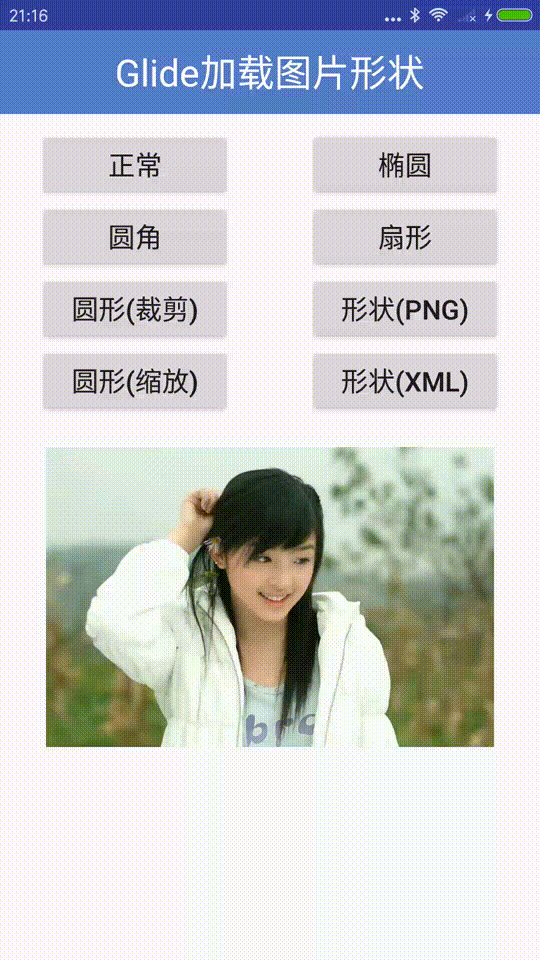 21:16
Glide加载图片形状
正常 椭圆
圆角 扇形
圆形(裁剪) 形状(PNG)
圆形(缩放) 形状(XML)
bro